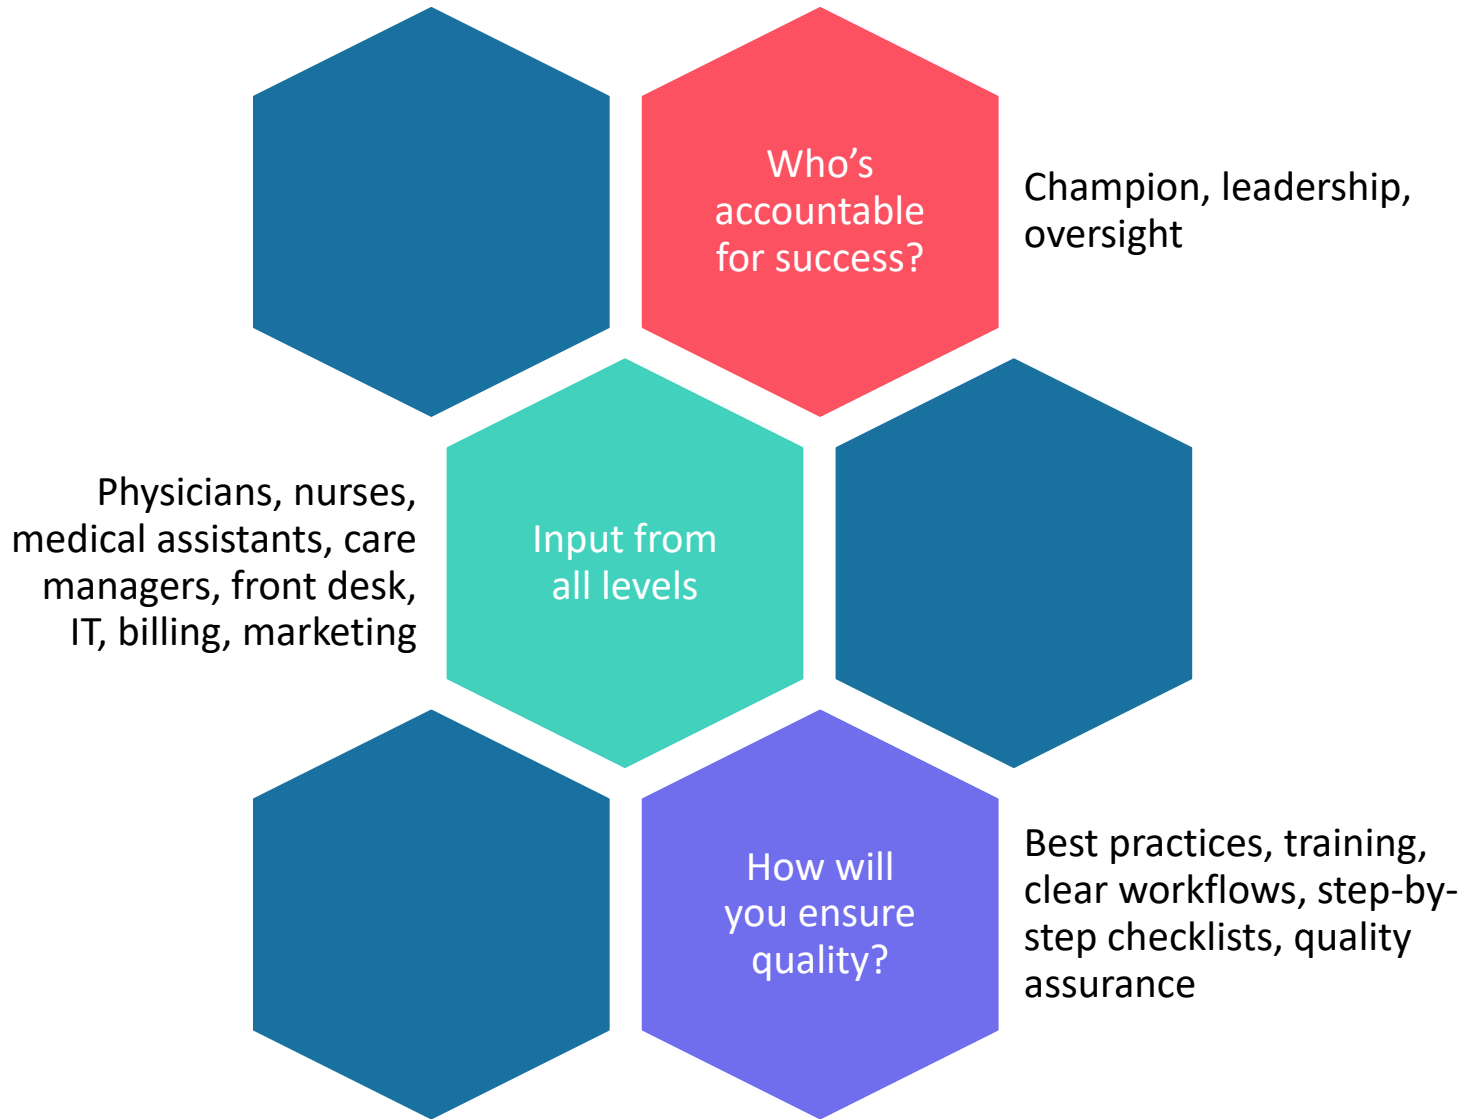 Who’s
accountable
for success?
Champion, leadership,
oversight
Physicians, nurses,
medical assistants, care
managers, front desk,
IT, billing, marketing
Input from
all levels
How will
you ensure
quality?
Best practices, training,
clear workflows, step-by-
step checklists, quality
assurance